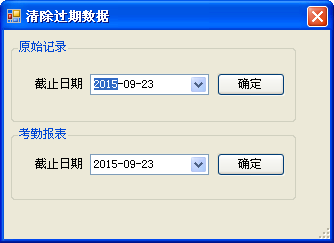 清除过期数据
原始记录
截止日期 2015-09-23 确定
考勤报表
截止日期 2015-09-23 确定